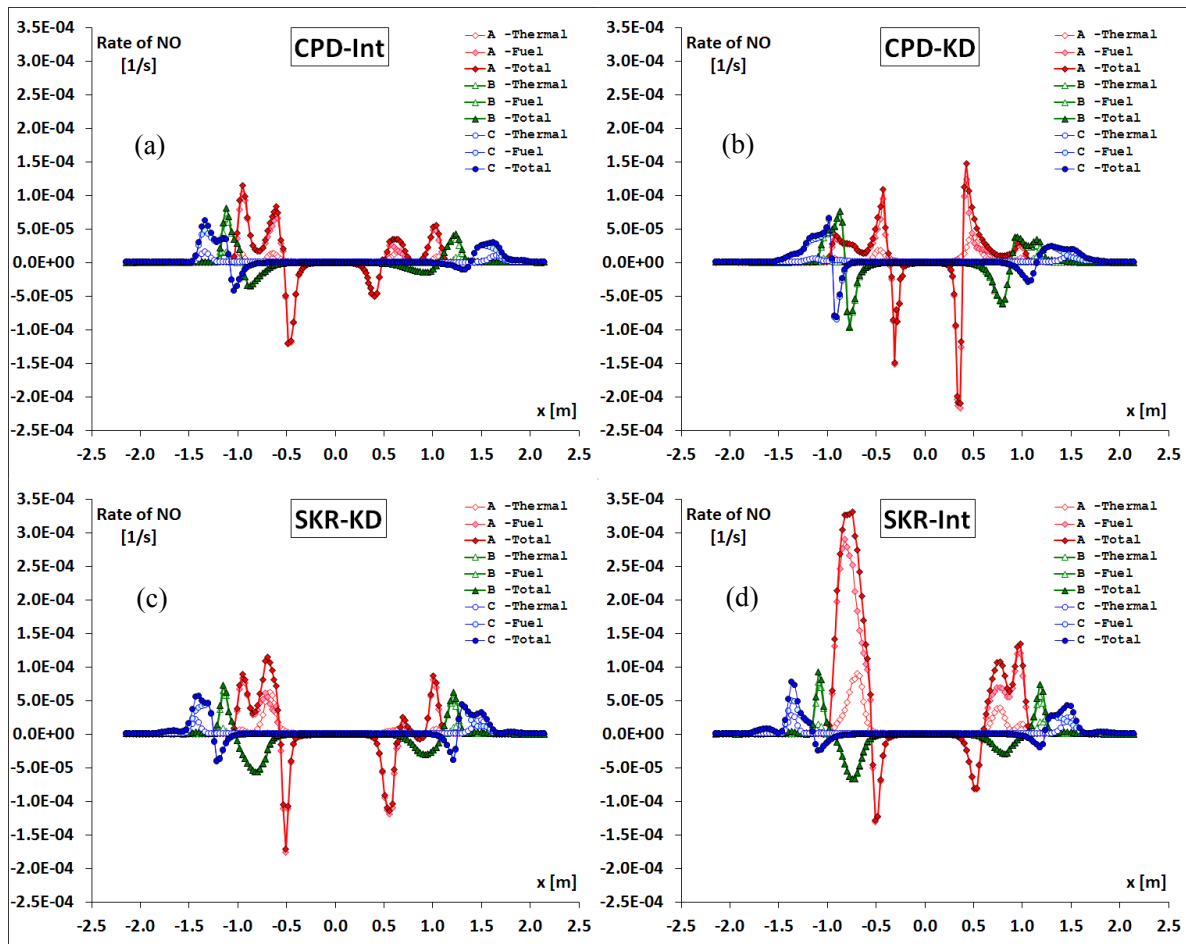 3.5E-04
3.0E-04
2.5E-04
2.0E-04
1.5E-04
1.0E-04
5.0E-05
0.0E+00
-5.0E-05
-1.0E-04
-1.5E-04
-2.0E-04
-2.5E-04
Rate of NO
[1/s]
CPD-Int
(a)
A -Thermal
A -Fuel
A -Total
B -Thermal
B -Fuel
B -Total
C -Thermal
C -Fuel
C -Total
x [m]
-2.5 -2.0 -1.5 -1.0 -0.5 0.0 0.5 1.0 1.5 2.0 2.5
3.5E-04
3.0E-04
2.5E-04
2.0E-04
1.5E-04
1.0E-04
5.0E-05
0.0E+00
-5.0E-05
-1.0E-04
-1.5E-04
-2.0E-04
-2.5E-04
Rate of NO
[1/s]
CPD-KD
(b)
A -Thermal
A -Fuel
A -Total
B -Thermal
B -Fuel
B -Total
C -Thermal
C -Fuel
C -Total
x [m]
-2.5 -2.0 -1.5 -1.0 -0.5 0.0 0.5 1.0 1.5 2.0 2.5
3.5E-04
3.0E-04
2.5E-04
2.0E-04
1.5E-04
1.0E-04
5.0E-05
0.0E+00
-5.0E-05
-1.0E-04
-1.5E-04
-2.0E-04
-2.5E-04
Rate of NO
[1/s]
SKR-KD
(c)
A -Thermal
A -Fuel
A -Total
B -Thermal
B -Fuel
B -Total
C -Thermal
C -Fuel
C -Total
x [m]
-2.5 -2.0 -1.5 -1.0 -0.5 0.0 0.5 1.0 1.5 2.0 2.5
3.5E-04
3.0E-04
2.5E-04
2.0E-04
1.5E-04
1.0E-04
5.0E-05
0.0E+00
-5.0E-05
-1.0E-04
-1.5E-04
-2.0E-04
-2.5E-04
Rate of NO
[1/s]
SKR-Int
(d)
A -Thermal
A -Fuel
A -Total
B -Thermal
B -Fuel
B -Total
C -Thermal
C -Fuel
C -Total
x [m]
-2.5 -2.0 -1.5 -1.0 -0.5 0.0 0.5 1.0 1.5 2.0 2.5